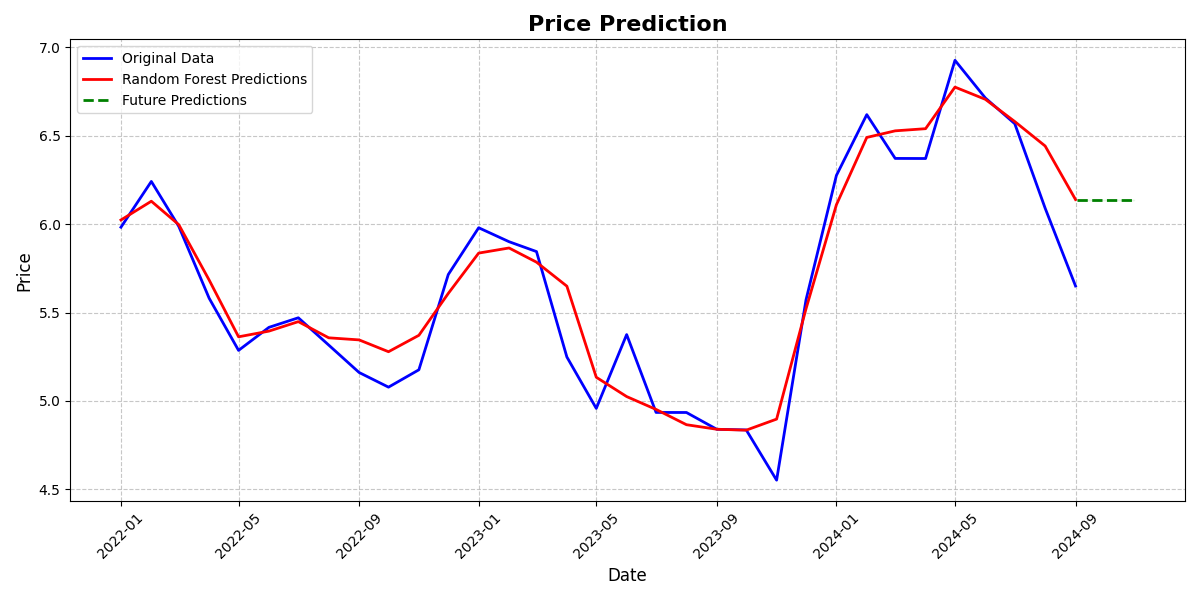 Price Prediction
Original Data
Random Forest Predictions
Future Predictions
Price
7.0
6.5
6.0
5.5
5.0
4.5
2022-01
2022-05
2022-09
2023-01
2023-05
2023-09
2024-01
2024-05
2024-09
Date